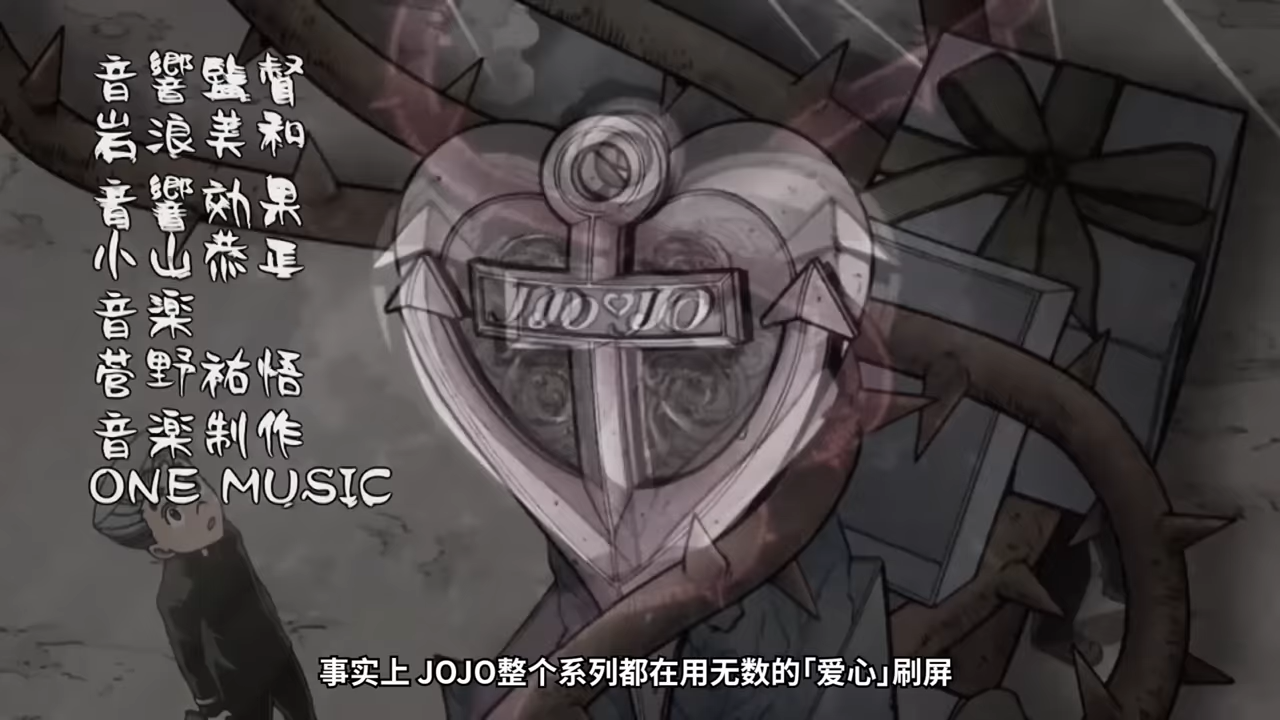 音響監督
岩浪美和
音響効果
小山恭正
音楽
菅野祐悟
音楽制作
ONE MUSIC
JOJO
事实上 JOJO整个系列都在用无数的「爱心」刷屏